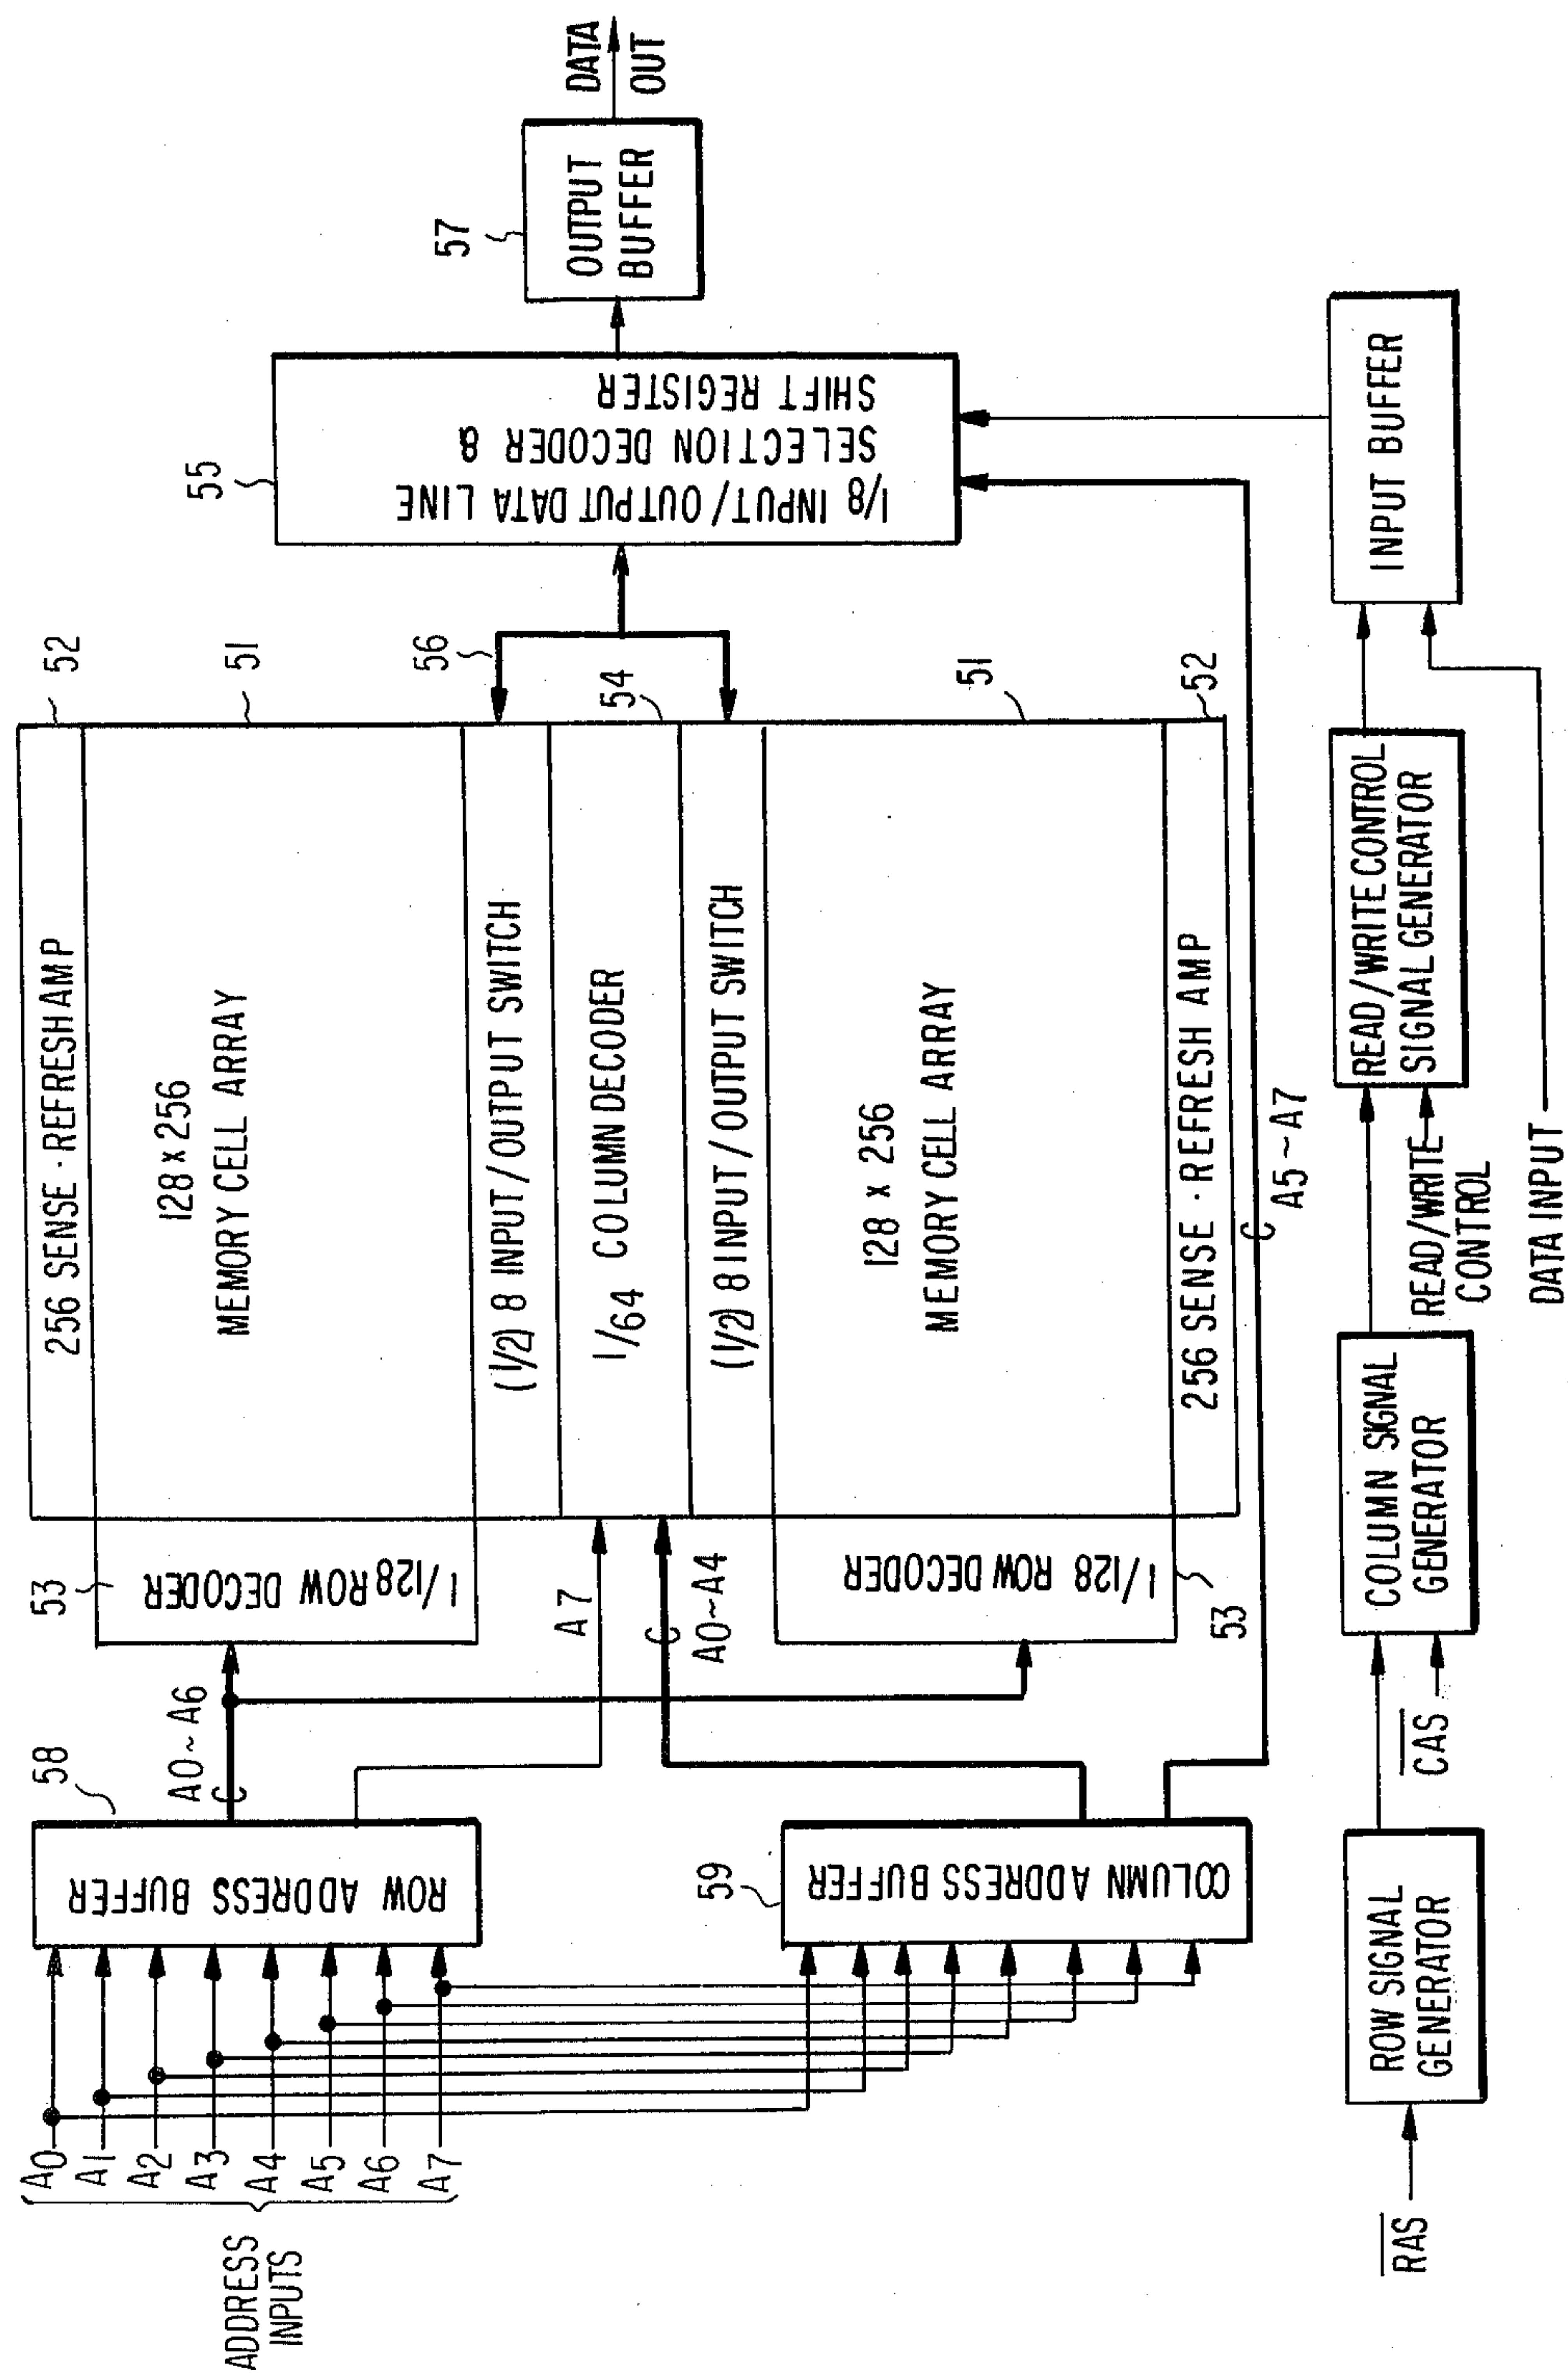 ADDRESS
INPUTS
A0
A1
A2
A3
A4
A5
A6
A7
58
ROW ADDRESS BUFFER
59
COLUMN ADDRESS BUFFER
A0~A6
A7
A0~A4
A5~A7
53
1/128 ROW DECODER
1/128 ROW DECODER
53
52
256 SENSE·REFRESH AMP
51
128 x 256
MEMORY CELL ARRAY
56
(1/2) 8 INPUT/OUTPUT SWITCH
54
1/64 COLUMN DECODER
(1/2) 8 INPUT/OUTPUT SWITCH
51
128 x 256
MEMORY CELL ARRAY
52
256 SENSE·REFRESH AMP
55
1/8 INPUT/OUTPUT DATA LINE
SELECTION DECODER &
SHIFT REGISTER
57
OUTPUT
BUFFER
DATA
OUT
RAS
ROW SIGNAL
GENERATOR
CAS
COLUMN SIGNAL
GENERATOR
READ/WRITE
CONTROL
READ/WRITE CONTROL
SIGNAL GENERATOR
DATA INPUT
INPUT BUFFER